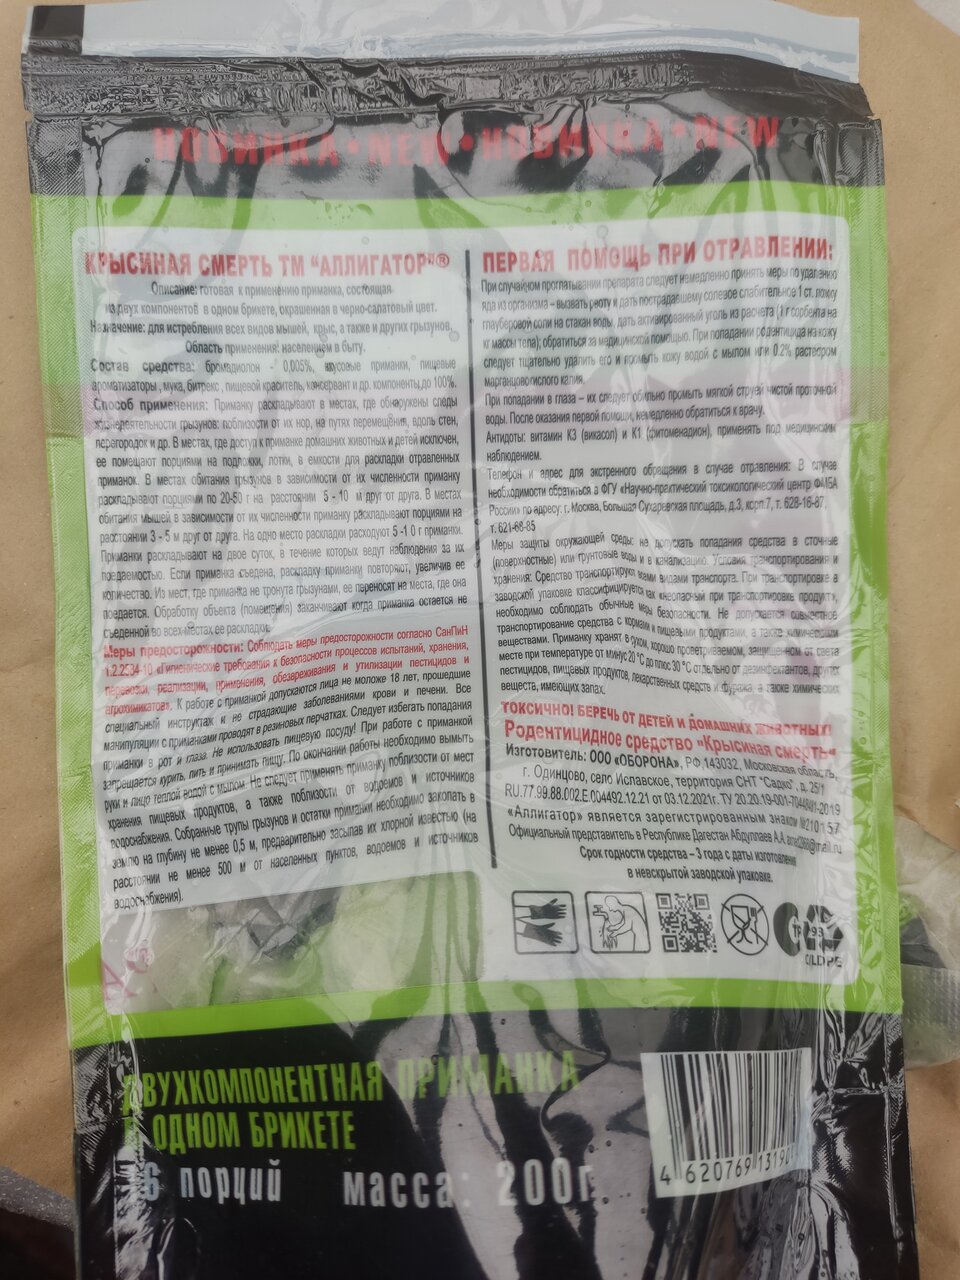 НОВИНКА • NEW • НОВИНКА • NEW
КРЫСИНАЯ СМЕРТЬ ТМ "АЛЛИГАТОР"®
Описание: готовая к применению приманка, состоящая
из двух компонентов в одном брикете, окрашенная в черно-салатовый цвет.
Назначение: для истребления всех видов мышей, крыс, а также и других грызунов.
Область применения: населением в быту.
Состав средства: бромадиолон - 0.005%, вкусовые приманки, пищевые
ароматизаторы, мука, битрекс, пищевой краситель, консервант и др. компоненты до 100%.
Способ применения: Приманку раскладывают в местах, где обнаружены следы
жизнедеятельности грызунов: поблизости от их нор, на путях перемещения, вдоль стен,
перегородок и др. В местах, где доступ к приманке домашних животных и детей исключен,
ее помещают порциями на подложки, лотки, в емкости для раскладки отравленных
приманок. В местах обитания грызунов в зависимости от их численности приманку
раскладывают порциями по 20-50 г на расстоянии 5 - 10 м друг от друга. В местах
обитания мышей в зависимости от их численности приманку раскладывают порциями на
расстоянии 3 - 5 м друг от друга. На одно место раскладки расходуют 5 -1 0 г приманки.
Приманки раскладывают на двое суток, в течение которых ведут наблюдения за их
поедаемостью. Если приманка съедена, раскладку приманки повторяют, увеличив ее
количество. Из мест, где приманка не тронута грызунами, ее переносят на места, где она
поедается. Обработку объекта (помещения) заканчивают когда приманка остается не
съеденной во всех местах ее раскладки.
Меры предосторожности: Соблюдать меры предосторожности согласно СанПиН
1.2.2584-10 «Гигиенические требования к безопасности процессов испытаний, хранения,
перевозки, реализации, применения, обезвреживания и утилизации пестицидов и
агрохимикатов». К работе с приманкой допускаются лица не моложе 18 лет, прошедшие
специальный инструктаж и не страдающие заболеваниями крови и печени. Все
манипуляции с приманками проводят в резиновых перчатках. Следует избегать попадания
приманки в рот и глаза. Не использовать пищевую посуду! При работе с приманкой
запрещается курить, пить и принимать пищу. По окончании работы необходимо вымыть
руки и лицо теплой водой с мылом. Не следует применять приманку поблизости от мест
хранения пищевых продуктов, а также поблизости от водоемов и источников
водоснабжения. Собранные трупы грызунов и остатки приманки необходимо закопать в
землю на глубину не менее 0,5 м, предварительно засыпав их хлорной известью (на
расстоянии не менее 500 м от населенных пунктов, водоемов и источников
водоснабжения).
ПЕРВАЯ ПОМОЩЬ ПРИ ОТРАВЛЕНИИ:
При случайном проглатывании препарата следует немедленно принять меры по удалению
яда из организма – вызвать рвоту и дать пострадавшему солевое слабительное 1 ст. ложку
глауберовой соли на стакан воды, дать активированный уголь из расчета (1 г сорбента на
кг массы тела); обратиться за медицинской помощью. При попадании родентицида на кожу
следует тщательно удалить его и промыть кожу водой с мылом или 0.2% раствором
марганцовокислого калия.
При попадании в глаза – их следует обильно промыть мягкой струей чистой проточной
воды. После оказания первой помощи, немедленно обратиться к врачу.
Антидоты: витамин К3 (викасол) и К1 (фитоменадион), применять под медицинским
наблюдением.
Телефон и адрес для экстренного обращения в случае отравления: В случае
необходимости обратиться в ФГУ «Научно-практический токсикологический центр ФМБА
России» по адресу: г. Москва, Большая Сухаревская площадь, д.3, корп.7, т. 628-16-87,
т. 621-68-85
Меры защиты окружающей среды: не допускать попадания средства в сточные
(поверхностные) или грунтовые воды и в канализацию. Условия транспортирования и
хранения: Средство транспортируют всеми видами транспорта. При транспортировке в
заводской упаковке классифицируется как «неопасный при транспортировке продукт»,
необходимо соблюдать обычные меры безопасности. Не допускается совместное
транспортирование средства с кормами и пищевыми продуктами, а также химическими
веществами. Приманку хранят в сухом, хорошо проветриваемом, защищенном от света
месте при температуре от минус 20 °С до плюс 30 °С отдельно от дезинфектантов, других
пестицидов, пищевых продуктов, лекарственных средств и фуража, а также химических
веществ, имеющих запах.
ТОКСИЧНО! БЕРЕЧЬ ОТ ДЕТЕЙ И ДОМАШНИХ ЖИВОТНЫХ!
Родентицидное средство "Крысиная смерть"
Изготовитель: ООО «ОБОРОНА», РФ,143032, Московская область,
г. Одинцово, село Иславское, территория СНТ "Садко", д. 25/1
RU.77.99.88.002.E.004492.12.21 от 03.12.2021г. ТУ 20.20.19-001-
«Аллигатор» является зарегистрированным знаком №210157
Официальный представитель в Республике Дагестан Абдуллаев А.А
Срок годности средства – 3 года с даты изготовления
в невскрытой заводской упаковке.
ДВУХКОМПОНЕНТНАЯ ПРИМАНКА
В ОДНОМ БРИКЕТЕ
порций масса: 200г.
4 620769